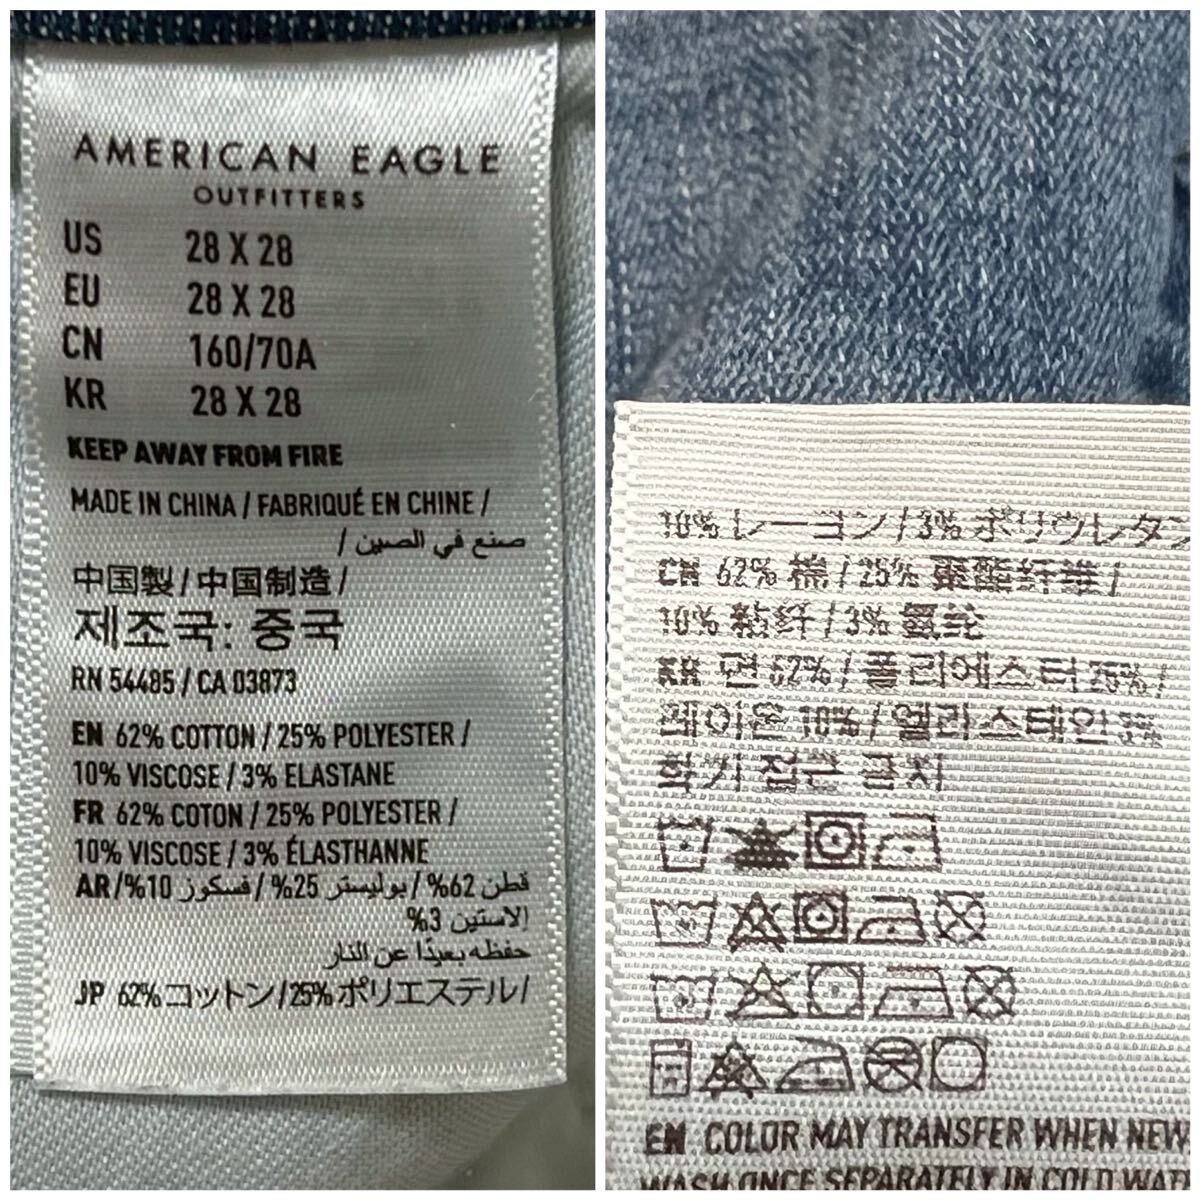 AMERICAN EAGLE
OUTFITTERS
US 28 X 28
EU 28 X 28
CN 160/70A
KR 28 X 28
KEEP AWAY FROM FIRE
MADE IN CHINA / FABRIQUÉ EN CHINE /
صنع في الصين /
中国製 / 中国制造 /
제조국: 중국
RN 54485 / CA 03873
EN 62% COTTON / 25% POLYESTER /
10% VISCOSE / 3% ELASTANE
FR 62% COTON / 25% POLYESTER /
10% VISCOSE / 3% ÉLASTHANNE
AR/%10 قطن 62%/ بوليستر 25%/ فسكوز
إلاستين 3%
حفظه بعيدًا عن النار
JP 62%コットン/25%ポリエステル/
10% レーヨン / 3% ポリウレタン
CN 62% 棉 / 25% 聚酯纤维 /
10% 粘纤 / 3% 氨纶
KR 면 62% / 폴리에스터 25% /
레이온 10% / 엘라스테인 3%
화기 접근 금지
EN COLOR MAY TRANSFER WHEN NEW
WASH ONCE SEPARATELY IN COLD WAT